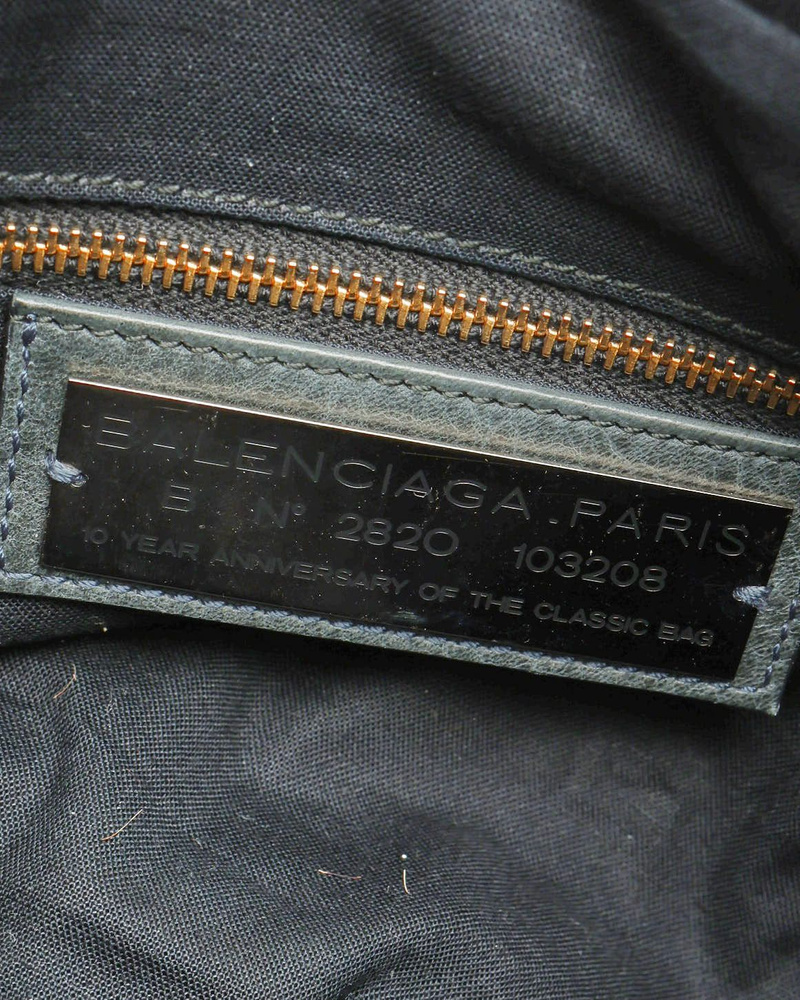 BALENCIAGA . PARIS
B N° 2820 103208
10 YEAR ANNIVERSARY OF THE CLASSIC BAG